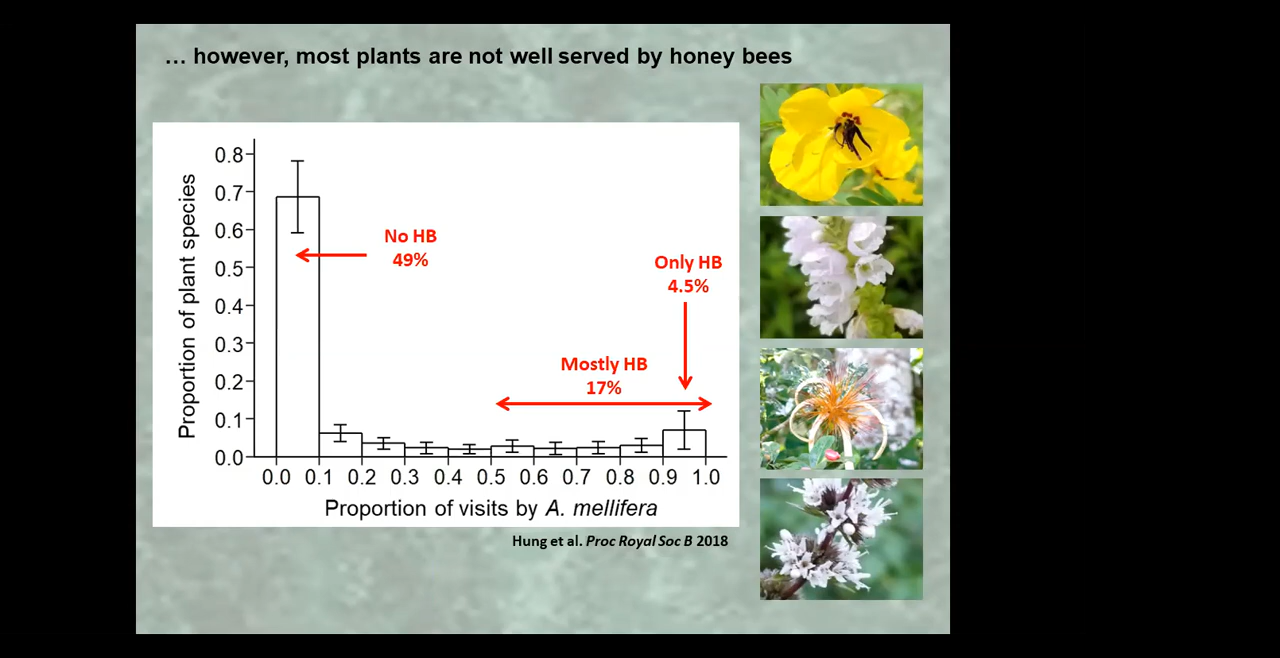 … however, most plants are not well served by honey bees
Proportion of plant species
0.8
0.7
0.6
0.5
0.4
0.3
0.2
0.1
0.0
No HB
49%
Only HB
4.5%
Mostly HB
17%
0.0 0.1 0.2 0.3 0.4 0.5 0.6 0.7 0.8 0.9 1.0
Proportion of visits by A. mellifera
Hung et al. Proc Royal Soc B 2018